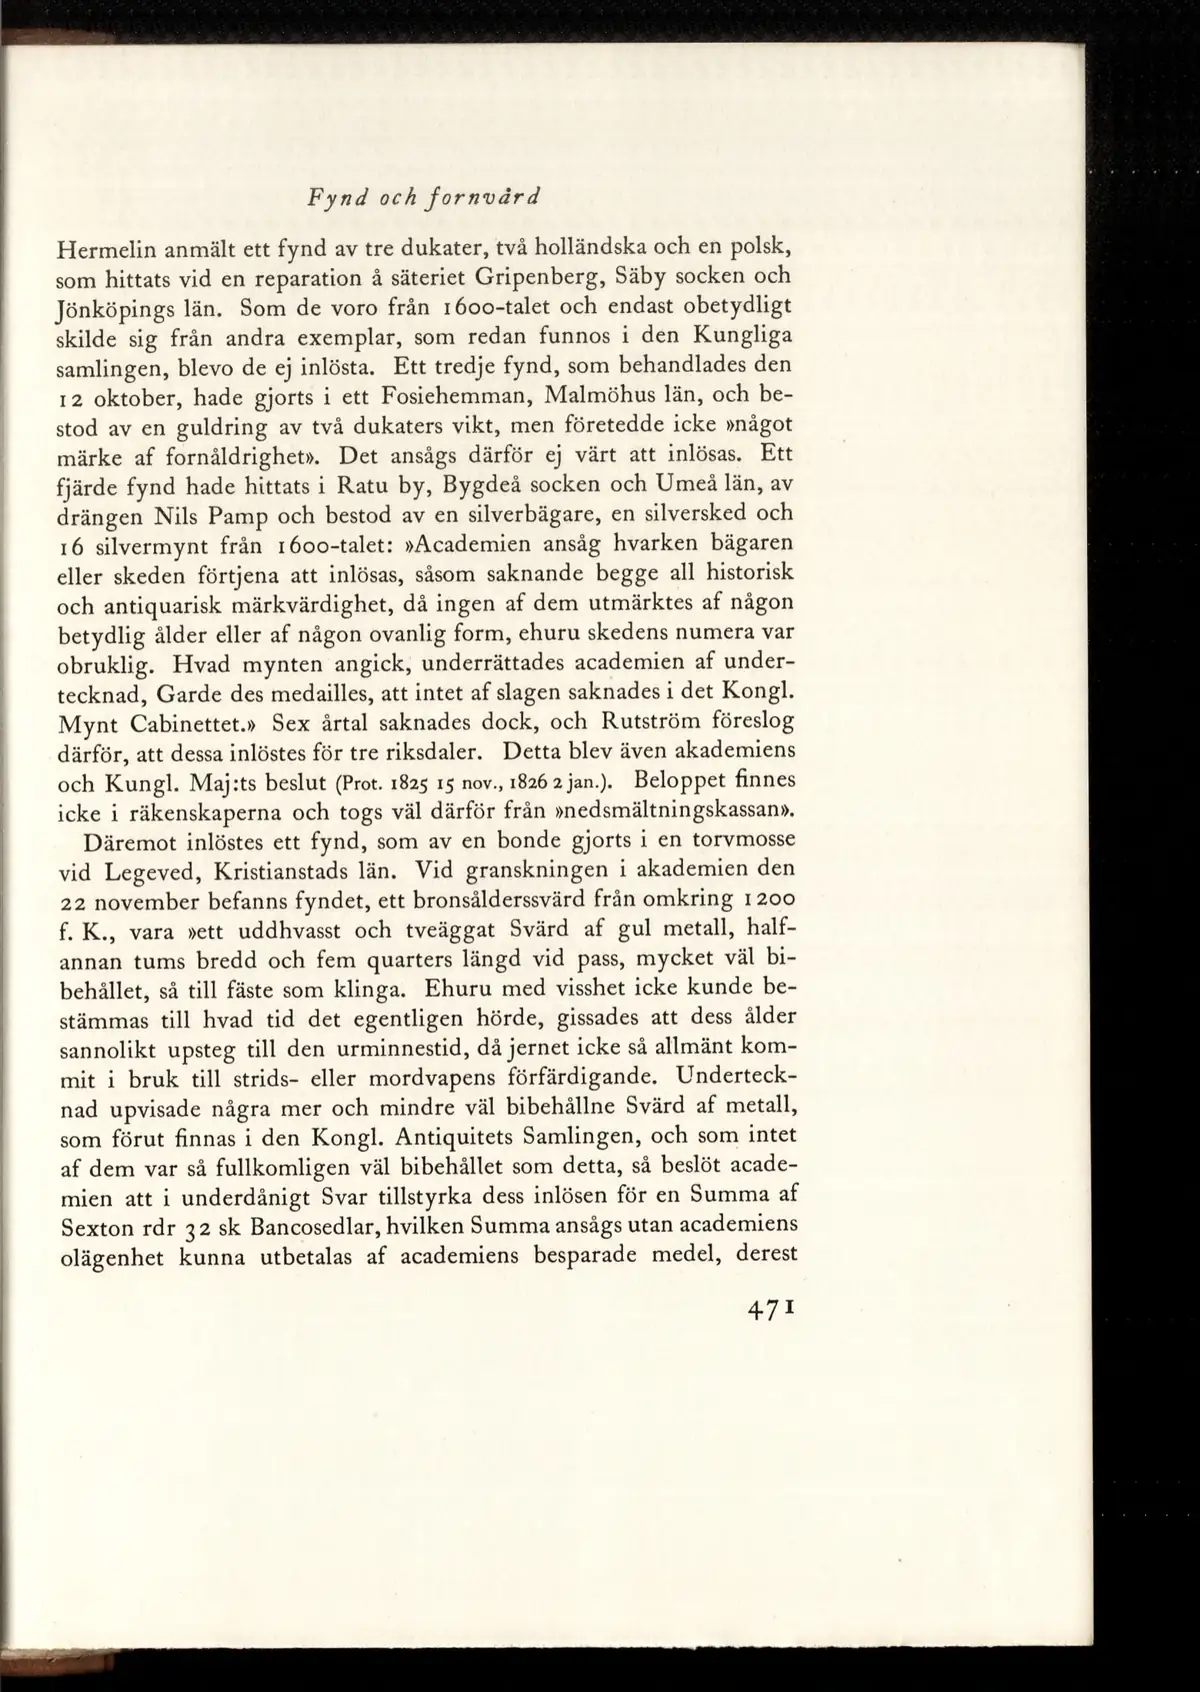 Fynd och fornvård
Hermelin anmält ett fynd av tre dukater, två holländska och en polsk,
som hittats vid en reparation å säteriet Gripenberg, Säby socken och
Jönköpings län. Som de voro från 1600-talet och endast obetydligt
skilde sig från andra exemplar, som redan funnos i den Kungliga
samlingen, blevo de ej inlösta. Ett tredje fynd, som behandlades den
12 oktober, hade gjorts i ett Fosiehemman, Malmöhus län, och be-
stod av en guldring av två dukaters vikt, men företedde icke »något
märke af fornåldrighet». Det ansågs därför ej värt att inlösas. Ett
fjärde fynd hade hittats i Ratu by, Bygdeå socken och Umeå län, av
drängen Nils Pamp och bestod av en silverbägare, en silversked och
16 silvermynt från 1600-talet: »Academien ansåg hvarken bägaren
eller skeden förtjena att inlösas, såsom saknande begge all historisk
och antiquarisk märkvärdighet, då ingen af dem utmärktes af någon
betydlig ålder eller af någon ovanlig form, ehuru skedens numera var
obruklig. Hvad mynten angick, underrättades academien af under-
tecknad, Garde des medailles, att intet af slagen saknades i det Kongl.
Mynt Cabinettet.» Sex årtal saknades dock, och Rutström föreslog
därför, att dessa inlöstes för tre riksdaler. Detta blev även akademiens
och Kungl. Maj:ts beslut (Prot. 1825 15 nov., 1826 2 jan.). Beloppet finnes
icke i räkenskaperna och togs väl därför från »nedsmältningskassan».
Däremot inlöstes ett fynd, som av en bonde gjorts i en torvmosse
vid Legeved, Kristianstads län. Vid granskningen i akademien den
22 november befanns fyndet, ett bronsålderssvärd från omkring 1200
f. K., vara »ett uddhvasst och tveäggat Svärd af gul metall, half-
annan tums bredd och fem quarters längd vid pass, mycket väl bi-
behållet, så till fäste som klinga. Ehuru med visshet icke kunde be-
stämmas till hvad tid det egentligen hörde, gissades att dess ålder
sannolikt upsteg till den urminnestid, då jernet icke så allmänt kom-
mit i bruk till strids- eller mordvapens förfärdigande. Underteck-
nad upvisade några mer och mindre väl bibehållne Svärd af metall,
som förut finnas i den Kongl. Antiquitets Samlingen, och som intet
af dem var så fullkomligen väl bibehållet som detta, så beslöt acade-
mien att i underdånigt Svar tillstyrka dess inlösen för en Summa af
Sexton rdr 32 sk Bancosedlar, hvilken Summa ansågs utan academiens
olägenhet kunna utbetalas af academiens besparade medel, derest
471